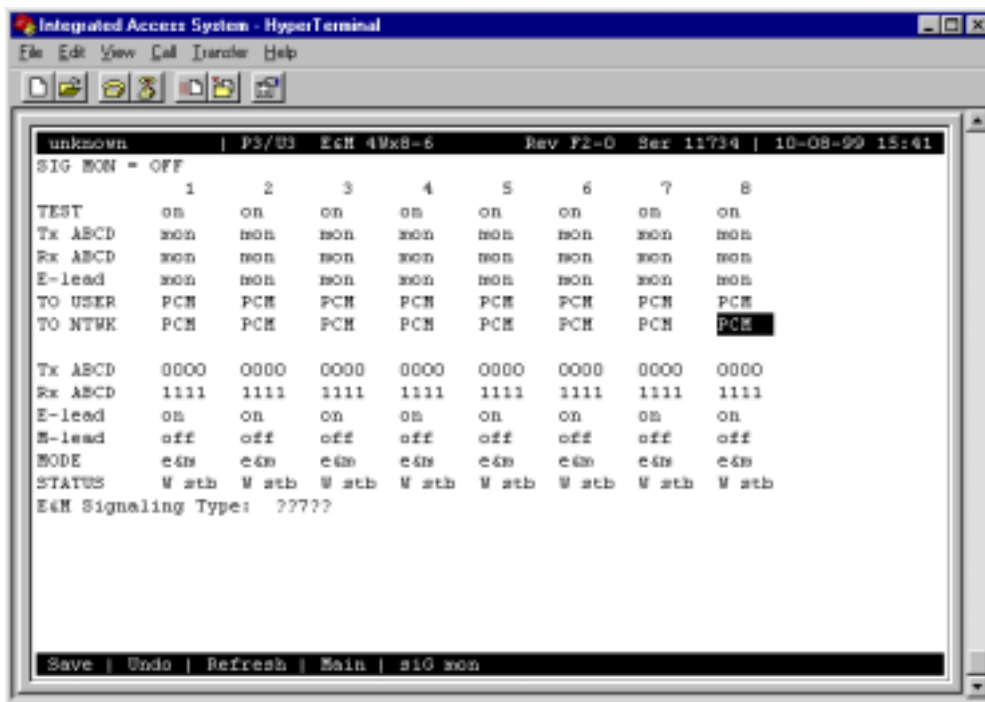 Integrated Access System - HyperTerminal
File Edit View Call Transfer Help
unknown | P3/U3 E&M 4Wx8-6 Rev F2-0 Ser 11734 | 10-08-99 15:41
SIG MON = OFF
1 2 3 4 5 6 7 8
TEST on on on on on on on on
Tx ABCD mon mon mon mon mon mon mon mon
Rx ABCD mon mon mon mon mon mon mon mon
E-lead mon mon mon mon mon mon mon mon
TO USER PCM PCM PCM PCM PCM PCM PCM PCM
TO NTWK PCM PCM PCM PCM PCM PCM PCM PCM
Tx ABCD 0000 0000 0000 0000 0000 0000 0000 0000
Rx ABCD 1111 1111 1111 1111 1111 1111 1111 1111
E-lead on on on on on on on on
M-lead off off off off off off off off
MODE e&m e&m e&m e&m e&m e&m e&m e&m
STATUS W stb W stb W stb W stb W stb W stb W stb W stb
E&M Signaling Type: ?????
Save | Undo | Refresh | Main | siG mon